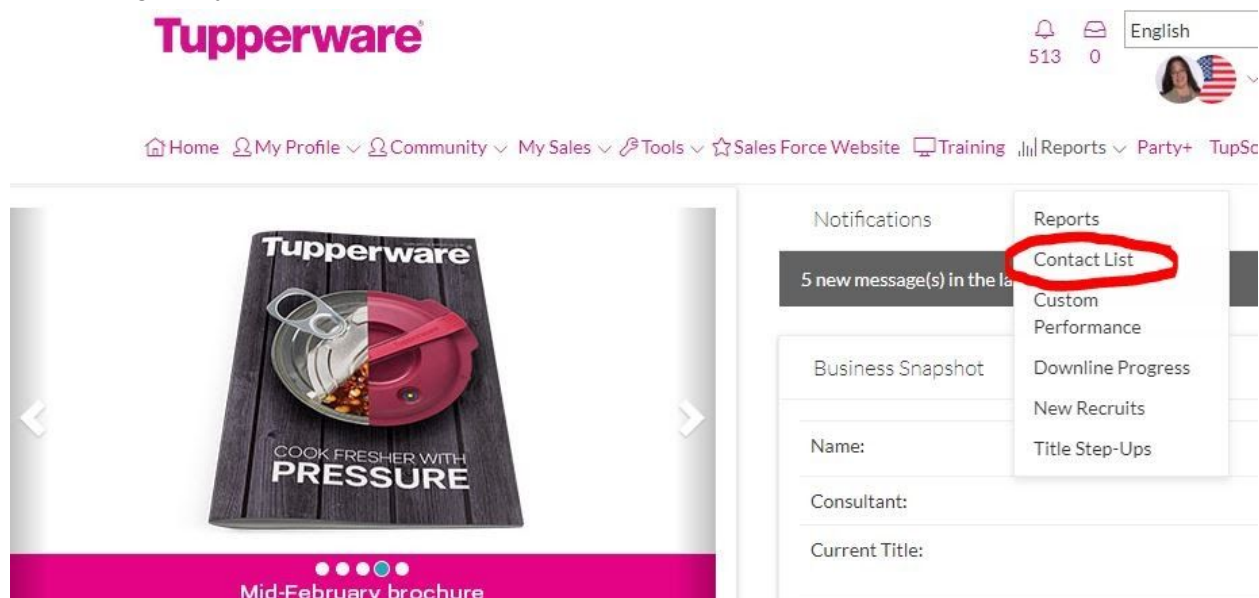 Tupperware
English
513 0
Home My Profile Community My Sales Tools Sales Force Website Training Reports Party+ TupSo
Tupperware
COOK FRESHER WITH
PRESSURE
Mid-February brochure
Notifications
5 new message(s) in the la
Reports
Contact List
Custom
Performance
Downline Progress
New Recruits
Title Step-Ups
Business Snapshot
Name:
Consultant:
Current Title: